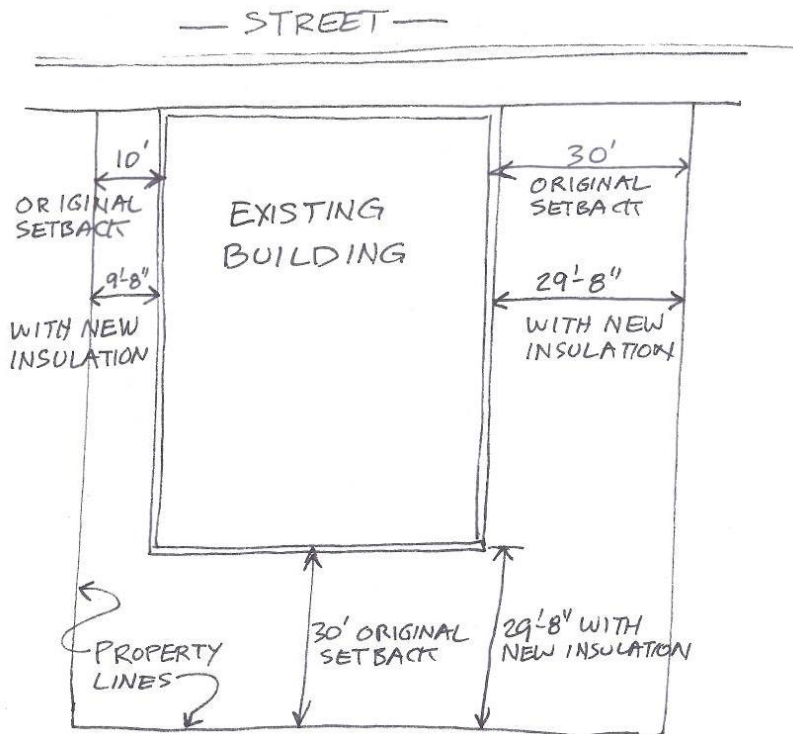 — STREET —
10'
ORIGINAL
SETBACK
30'
ORIGINAL
SETBACK
EXISTING
BUILDING
9'-8"
WITH NEW
INSULATION
29'-8"
WITH NEW
INSULATION
30' ORIGINAL
SETBACK
29'-8" WITH
NEW INSULATION
PROPERTY
LINES